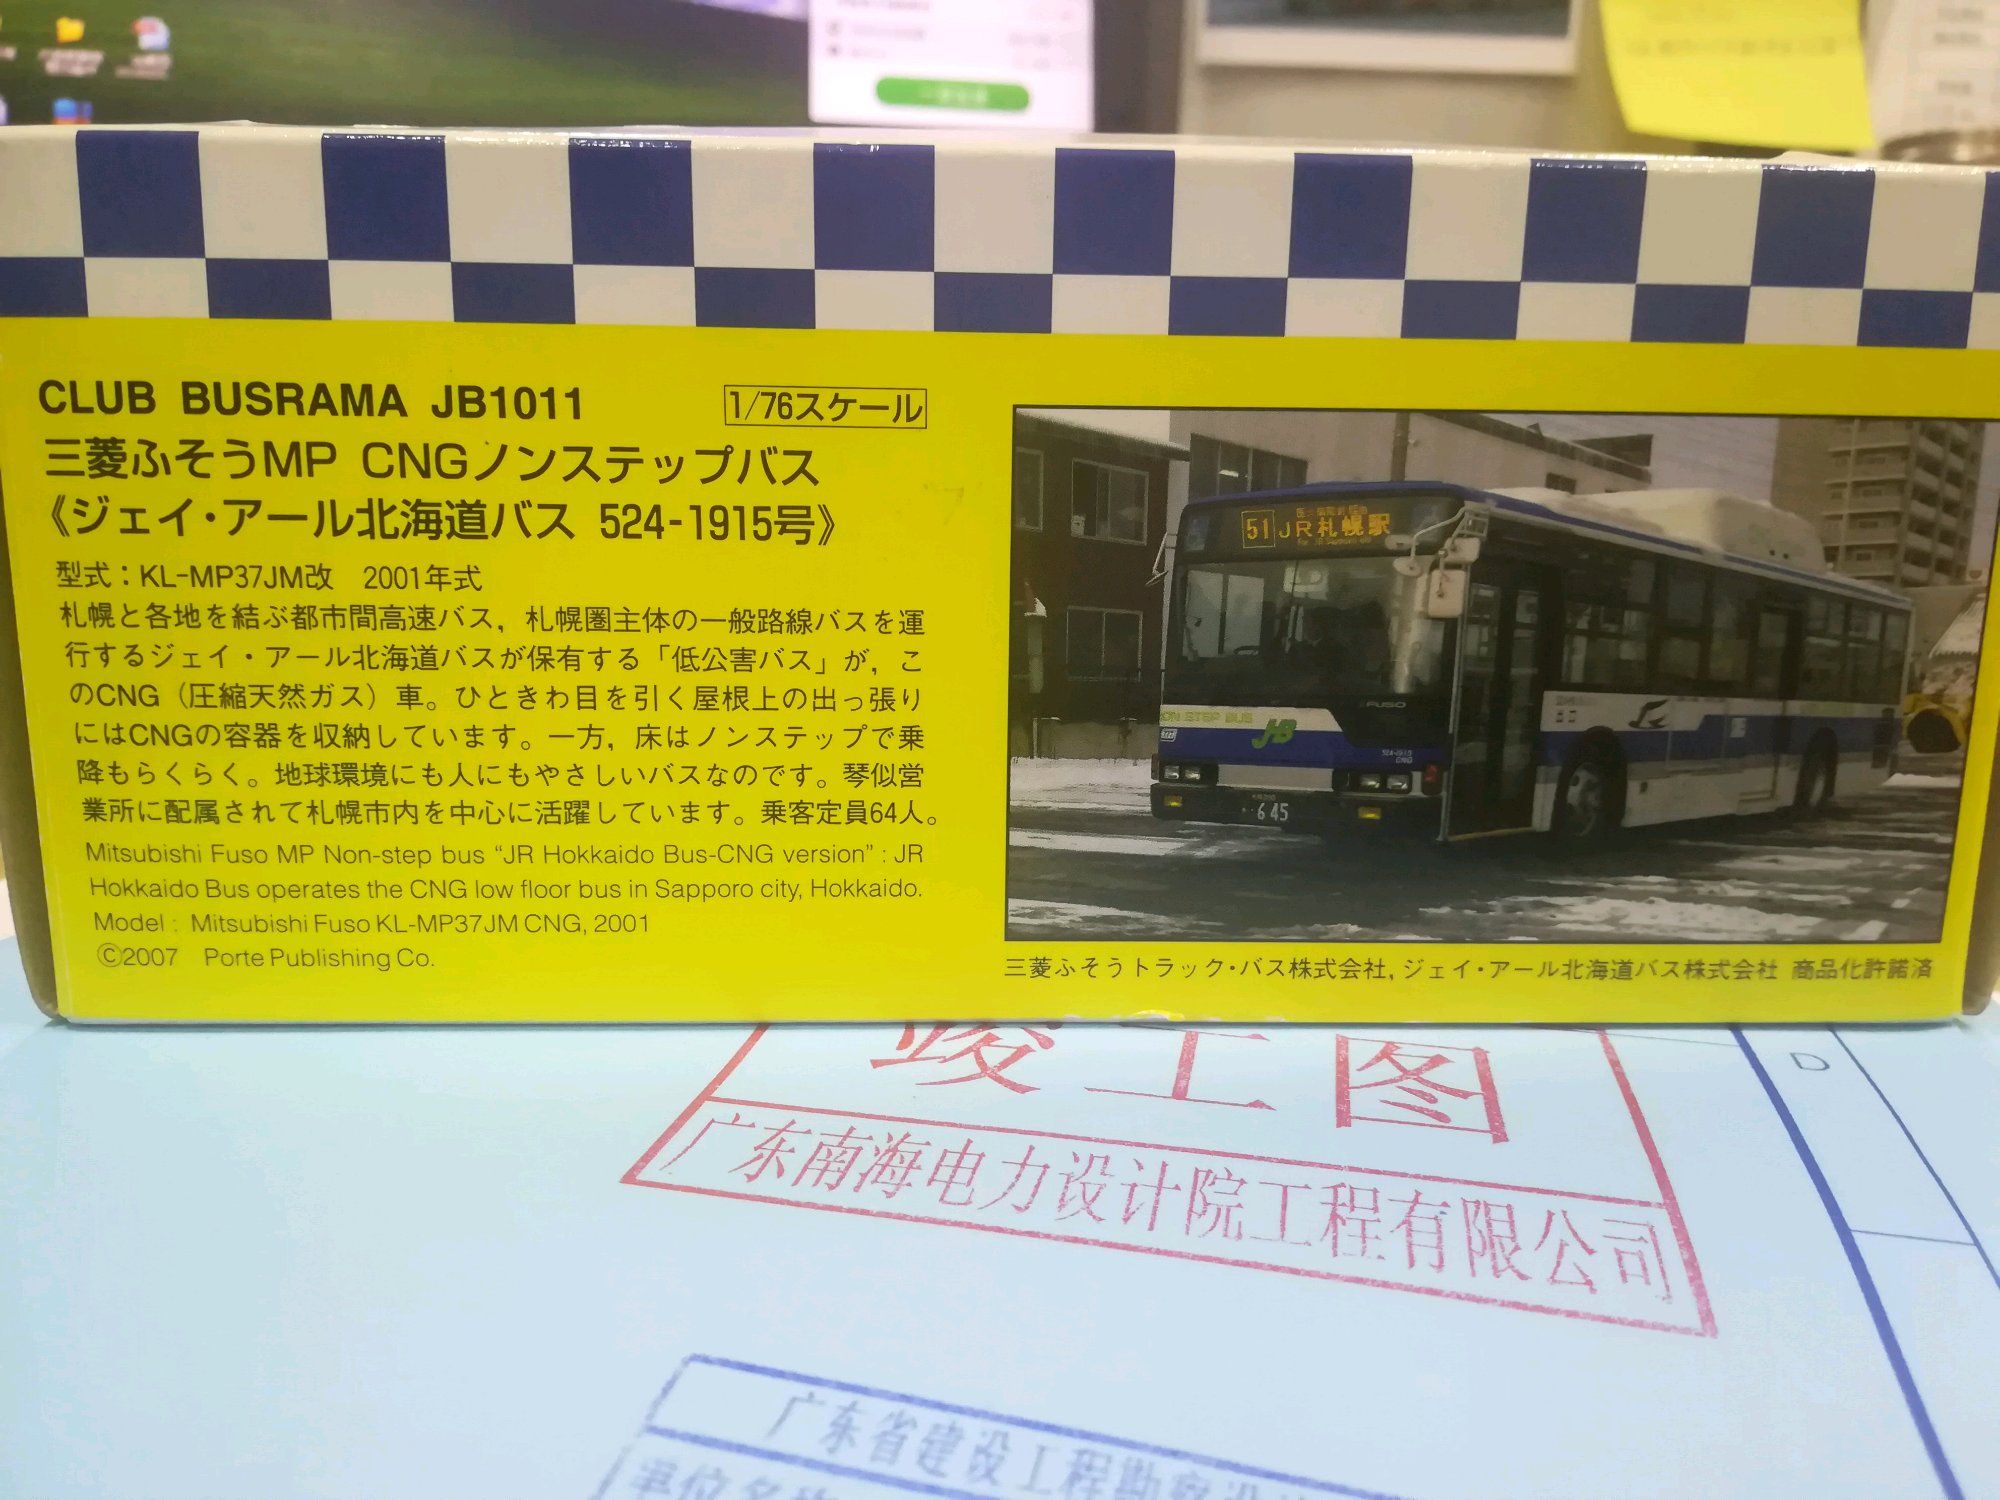 CLUB BUSRAMA JB1011
1/76スケール
三菱ふそうMP CNGノンステップバス
《ジェイ・アール北海道バス 524-1915号》
型式：KL-MP37JM改　2001年式
札幌と各地を結ぶ都市間高速バス，札幌圏主体の一般路線バスを運
行するジェイ・アール北海道バスが保有する「低公害バス」が，こ
のCNG（圧縮天然ガス）車。ひときわ目を引く屋根上の出っ張り
にはCNGの容器を収納しています。一方，床はノンステップで乗
降もらくらく。地球環境にも人にもやさしいバスなのです。琴似営
業所に配属されて札幌市内を中心に活躍しています。乗客定員64人。
Mitsubishi Fuso MP Non-step bus “JR Hokkaido Bus-CNG version” : JR
Hokkaido Bus operates the CNG low floor bus in Sapporo city, Hokkaido.
Model : Mitsubishi Fuso KL-MP37JM CNG, 2001
©2007 Porte Publishing Co.
51 JR札幌駅
FUSO
NON STEP BUS
JHB
CNG
645
三菱ふそうトラック・バス株式会社, ジェイ・アール北海道バス株式会社 商品化許諾済
竣工图
D
广东南海电力设计院工程有限公司
广东省建设工程勘察设
单位名称